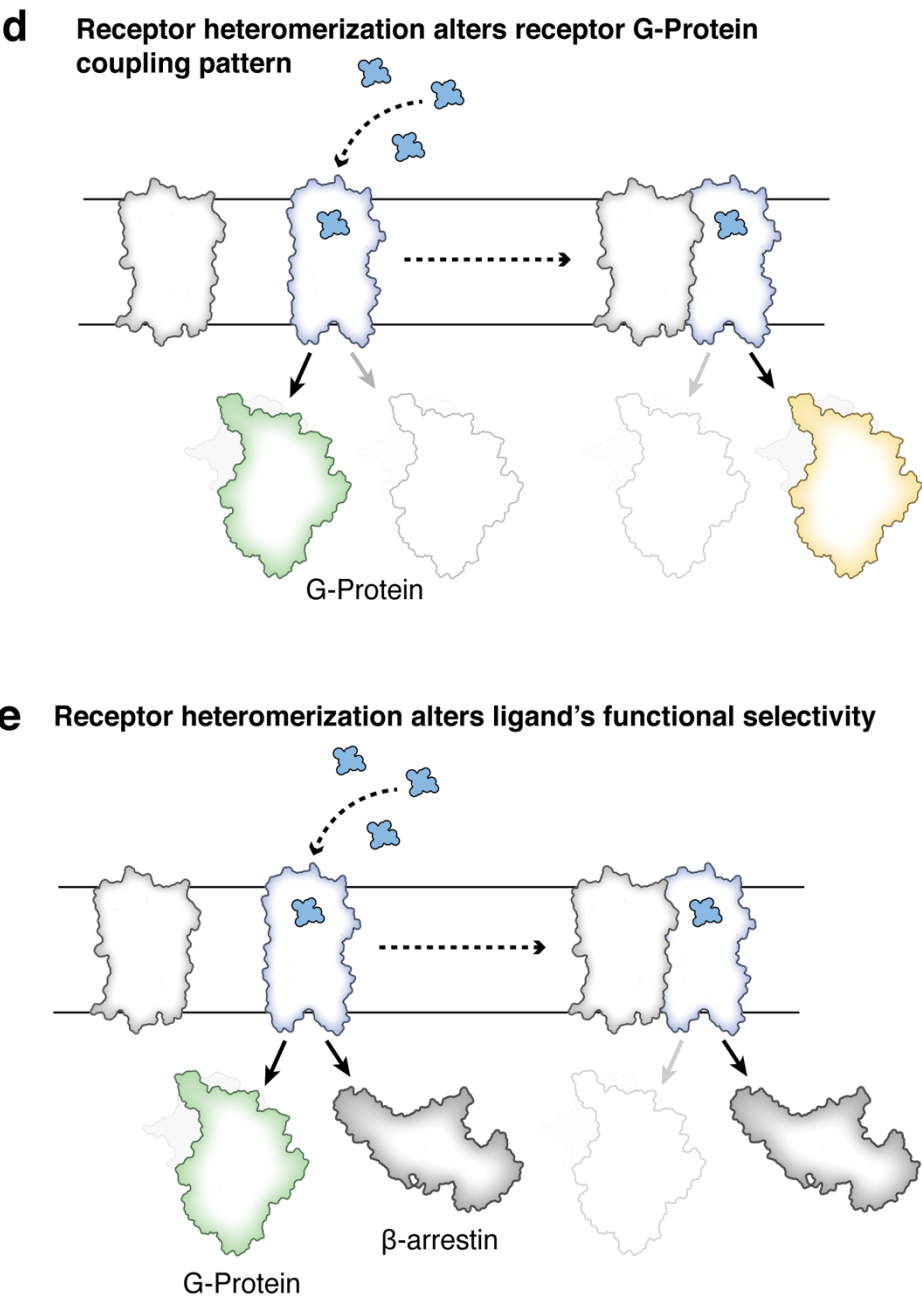 d
Receptor heteromerization alters receptor G-Protein
coupling pattern
G-Protein
e
Receptor heteromerization alters ligand’s functional selectivity
β-arrestin
G-Protein